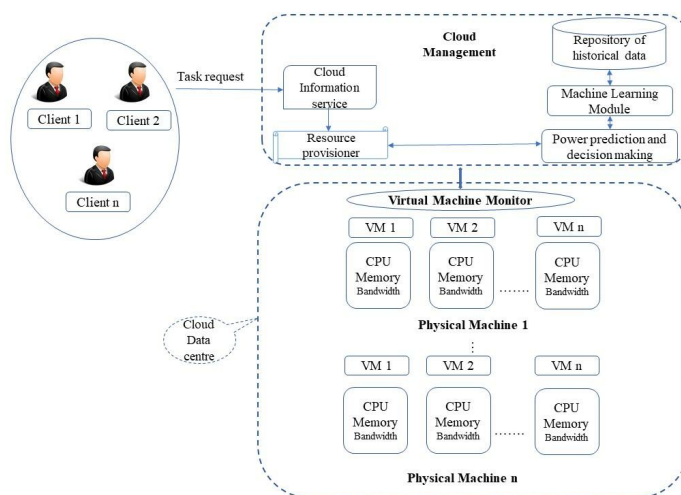 Client 1
Client 2
Client n
Task request
Cloud
Management
Cloud
Information
service
Resource
provisioner
Repository of
historical data
Machine Learning
Module
Power prediction and
decision making
Virtual Machine Monitor
VM 1
VM 2
VM n
CPU
Memory
Bandwidth
CPU
Memory
Bandwidth
.......
CPU
Memory
Bandwidth
Physical Machine 1
Cloud
Data
centre
VM 1
VM 2
VM n
CPU
Memory
Bandwidth
CPU
Memory
Bandwidth
.......
CPU
Memory
Bandwidth
Physical Machine n